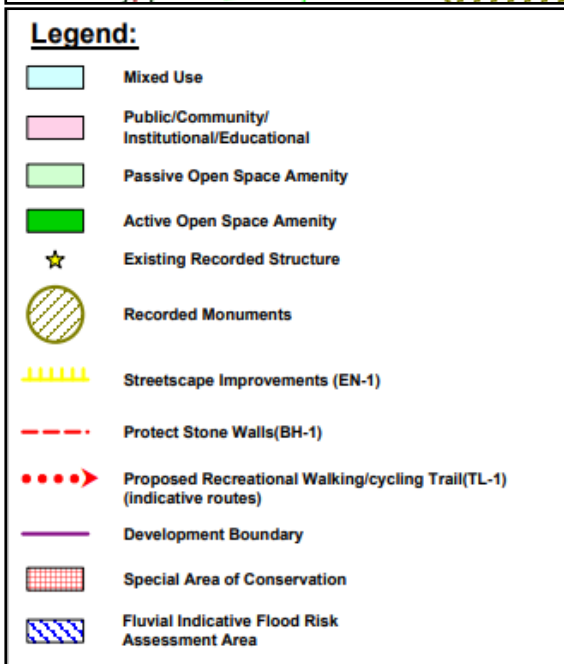 Legend:
Mixed Use
Public/Community/
Institutional/Educational
Passive Open Space Amenity
Active Open Space Amenity
Existing Recorded Structure
Recorded Monuments
Streetscape Improvements (EN-1)
Protect Stone Walls(BH-1)
Proposed Recreational Walking/cycling Trail(TL-1)
(indicative routes)
Development Boundary
Special Area of Conservation
Fluvial Indicative Flood Risk
Assessment Area